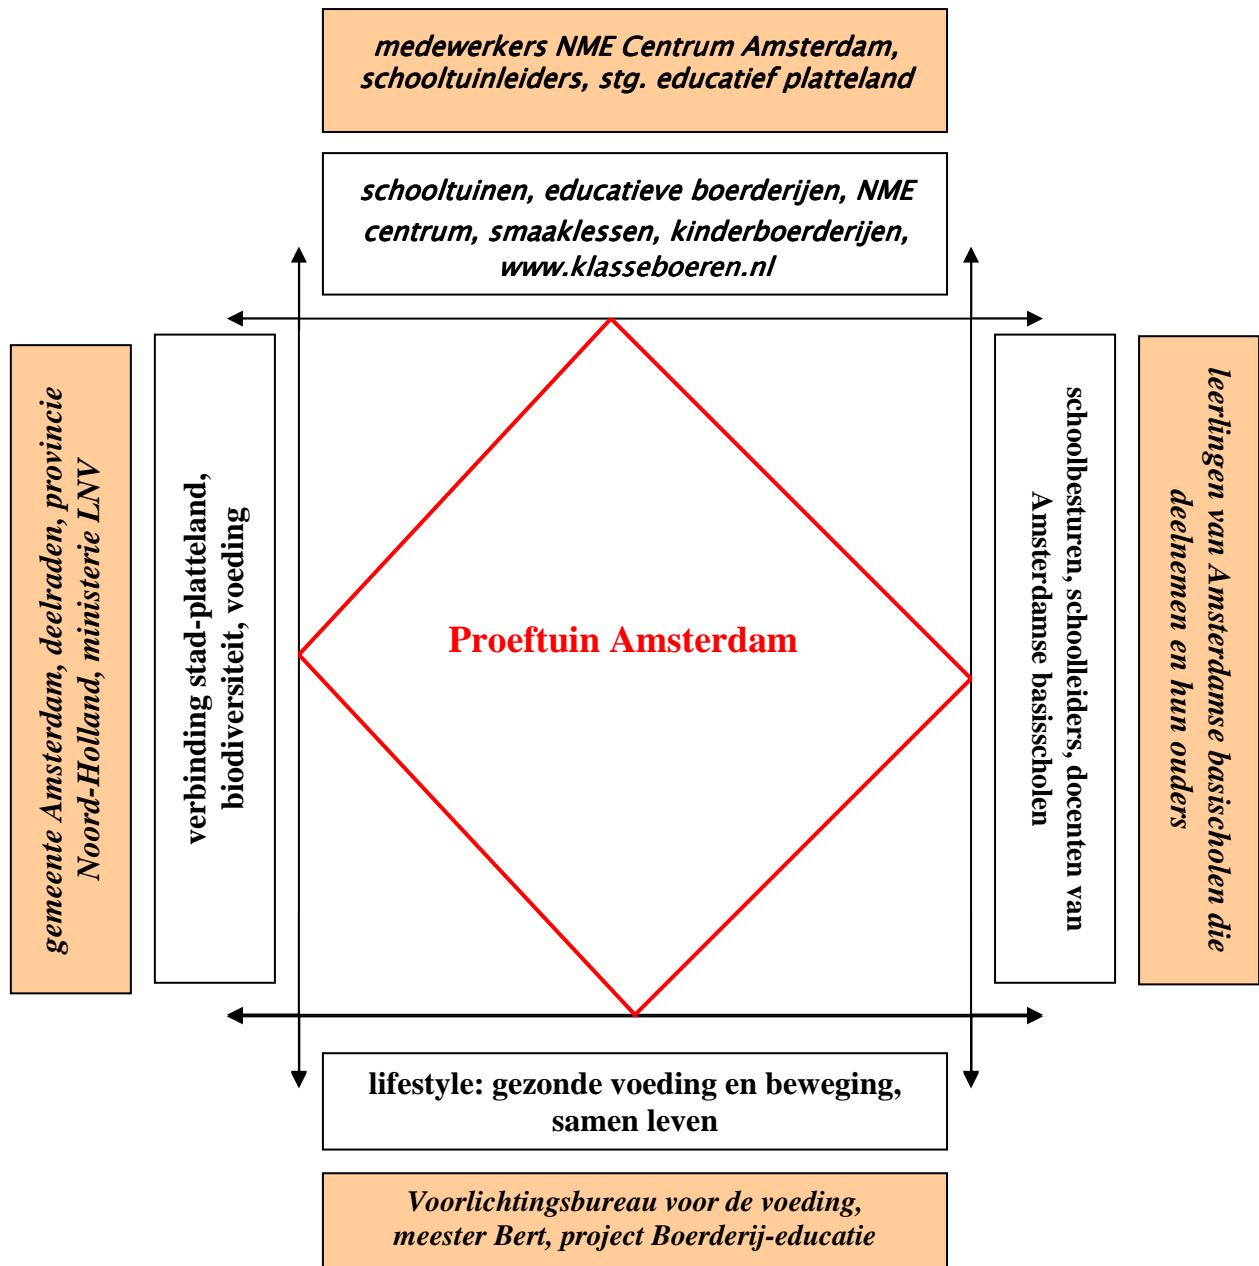 medewerkers NME Centrum Amsterdam,
schooltuinleiders, stg. educatief platteland
schooltuinen, educatieve boerderijen, NME
centrum, smaaklessen, kinderboerderijen,
www.klasseboeren.nl
gemeente Amsterdam, deelraden, provincie
Noord-Holland, ministerie LNV
verbinding stad-platteland,
biodiversiteit, voeding
Proeftuin Amsterdam
schoolbesturen, schoolleiders, docenten van
Amsterdamse basisscholen
leerlingen van Amsterdamse basischolen die
deelnemen en hun ouders
lifestyle: gezonde voeding en beweging,
samen leven
Voorlichtingsbureau voor de voeding,
meester Bert, project Boerderij-educatie